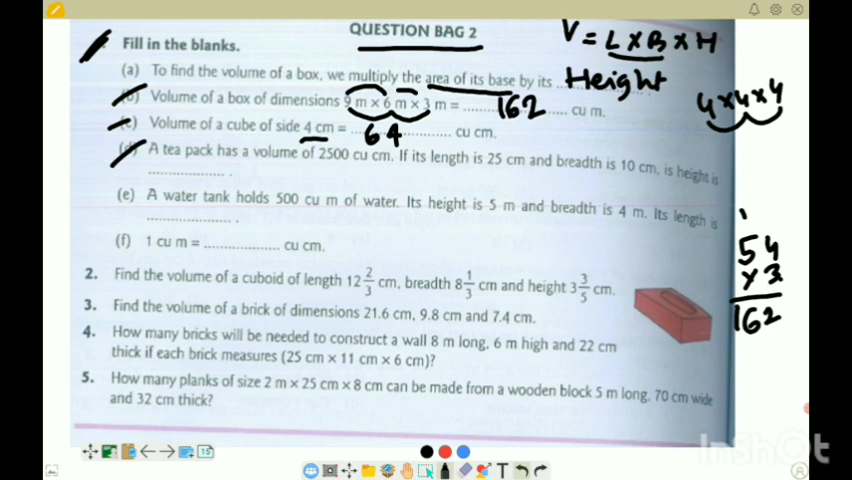 QUESTION BAG 2
V = L X B X H
Fill in the blanks.
(a) To find the volume of a box, we multiply the area of its base by its Height
(b) Volume of a box of dimensions 9 m × 6 m × 3 m = ......162...... cu m.
4x4x4
(c) Volume of a cube of side 4 cm = ...64............... cu cm.
(d) A tea pack has a volume of 2500 cu cm. If its length is 25 cm and breadth is 10 cm, is height is
.................... .
(e) A water tank holds 500 cu m of water. Its height is 5 m and breadth is 4 m. Its length is
...................... .
(f) 1 cu m = .................... cu cm.
1
54
x3
162
2. Find the volume of a cuboid of length 12 2/3 cm, breadth 8 1/3 cm and height 3 3/5 cm.
3. Find the volume of a brick of dimensions 21.6 cm, 9.8 cm and 7.4 cm.
4. How many bricks will be needed to construct a wall 8 m long, 6 m high and 22 cm
thick if each brick measures (25 cm × 11 cm × 6 cm)?
5. How many planks of size 2 m × 25 cm × 8 cm can be made from a wooden block 5 m long, 70 cm wide
and 32 cm thick?
InShOt
15
T